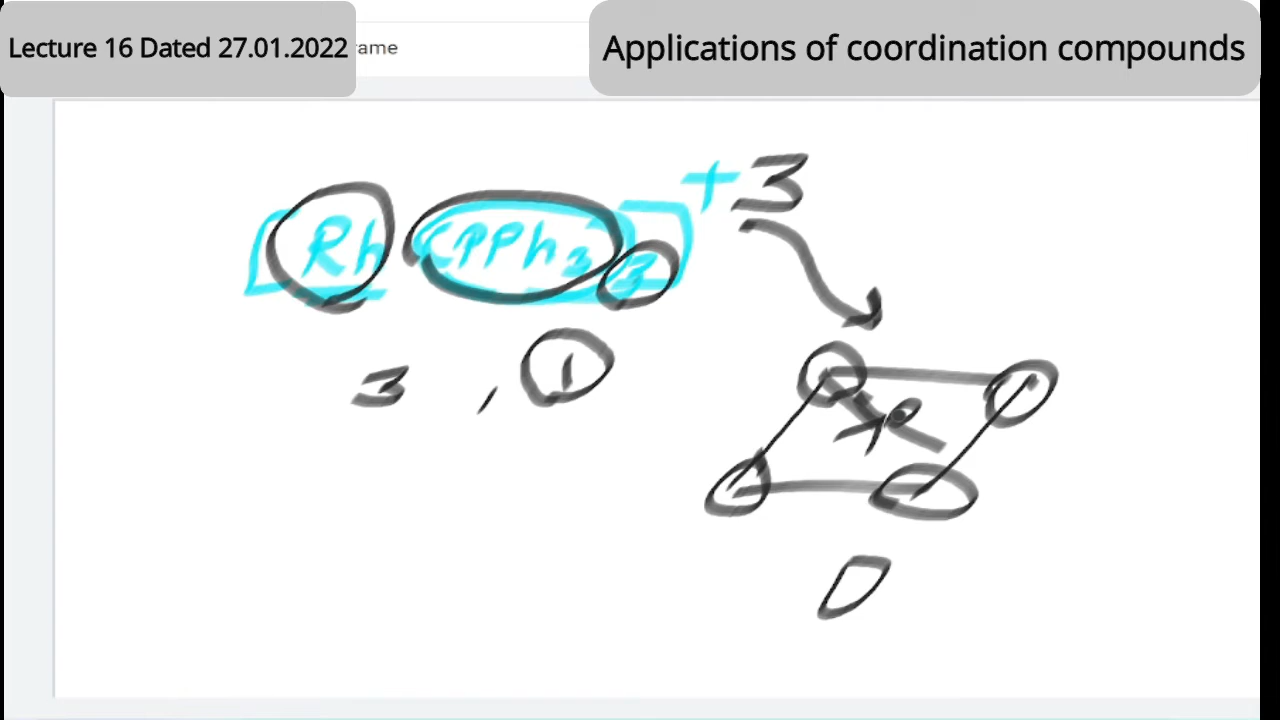 Lecture 16 Dated 27.01.2022 rame
Applications of coordination compounds
[Rh (PPh3)3]+3
3 , 1